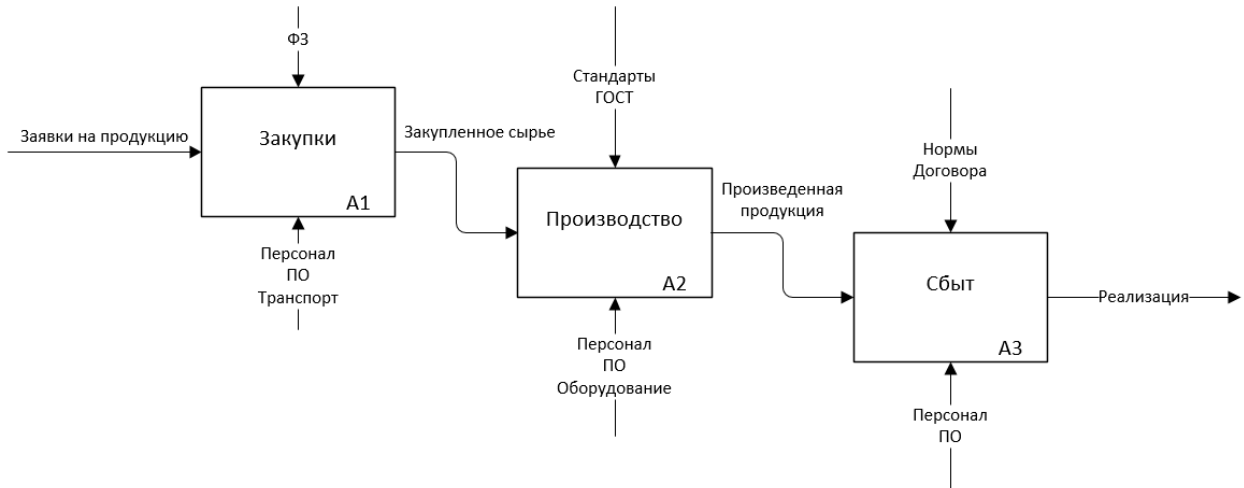 ФЗ
Заявки на продукцию
Закупки
А1
Персонал
ПО
Транспорт
Закупленное сырье
Стандарты
ГОСТ
Производство
А2
Персонал
ПО
Оборудование
Произведенная
продукция
Нормы
Договора
Сбыт
А3
Персонал
ПО
Реализация